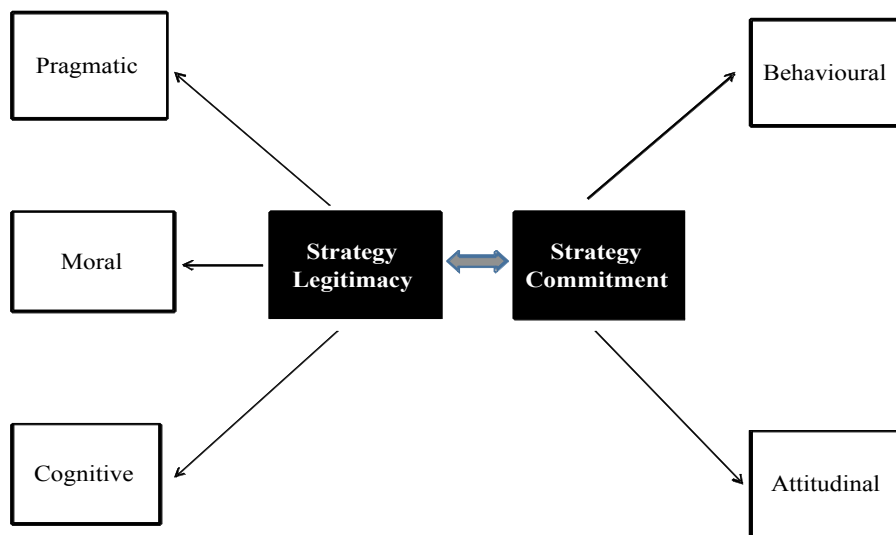 Pragmatic
Behavioural
Moral
Strategy
Legitimacy
Strategy
Commitment
Cognitive
Attitudinal